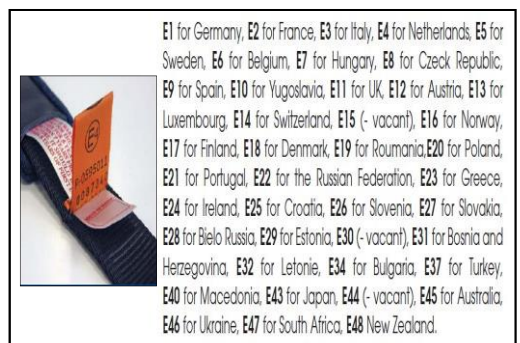 E1 for Germany, E2 for France, E3 for Italy, E4 for Netherlands, E5 for
Sweden, E6 for Belgium, E7 for Hungary, E8 for Czeck Republic,
E9 for Spain, E10 for Yugoslavia, E11 for UK, E12 for Austria, E13 for
Luxembourg, E14 for Switzerland, E15 (- vacant), E16 for Norway,
E17 for Finland, E18 for Denmark, E19 for Roumania,E20 for Poland,
E21 for Portugal, E22 for the Russian Federation, E23 for Greece,
E24 for Ireland, E25 for Croatia, E26 for Slovenia, E27 for Slovakia,
E28 for Bielo Russia, E29 for Estonia, E30 (- vacant), E31 for Bosnia and
Herzegovina, E32 for Letonie, E34 for Bulgaria, E37 for Turkey,
E40 for Macedonia, E43 for Japan, E44 (- vacant), E45 for Australia,
E46 for Ukraine, E47 for South Africa, E48 New Zealand.